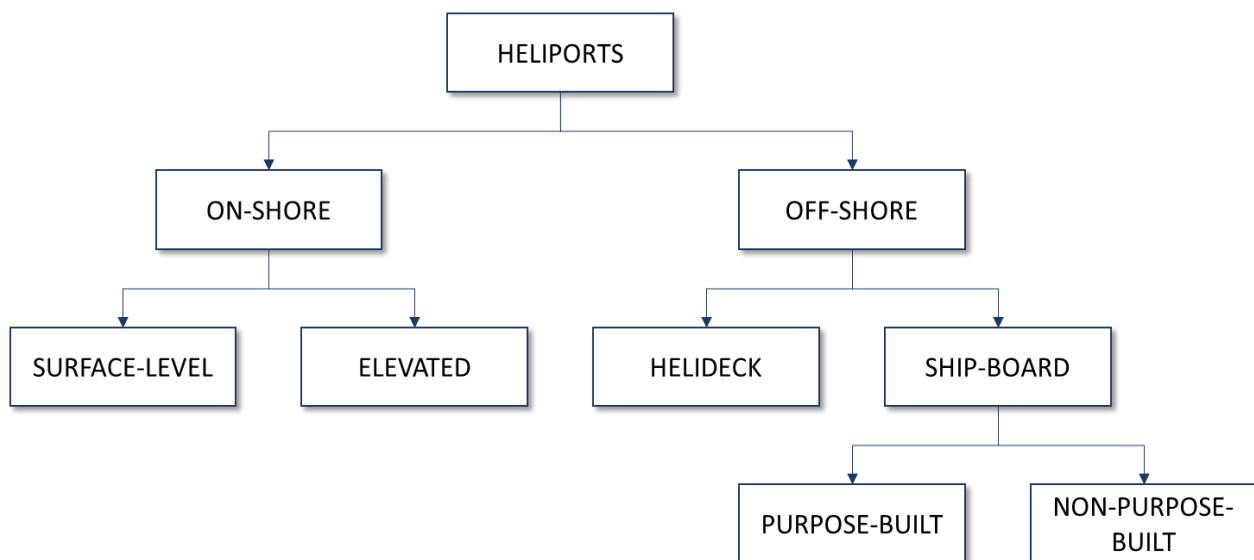 HELIPORTS
ON-SHORE
OFF-SHORE
SURFACE-LEVEL
ELEVATED
HELIDECK
SHIP-BOARD
PURPOSE-BUILT
NON-PURPOSE-
BUILT